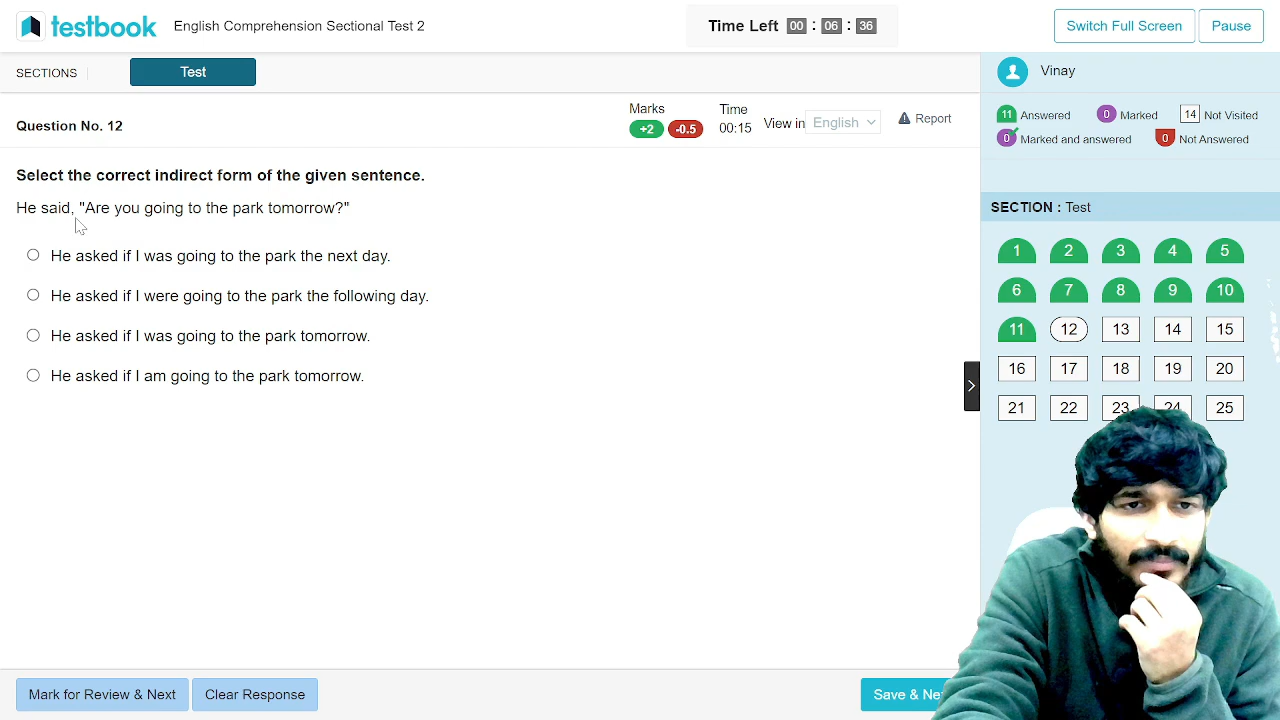 testbook English Comprehension Sectional Test 2 Time Left 00 : 06 : 36 Switch Full Screen Pause
SECTIONS Test
Vinay
Question No. 12
Marks
+2 -0.5
Time
00:15
View in English
Report
11 Answered 0 Marked 14 Not Visited
0 Marked and answered 0 Not Answered
Select the correct indirect form of the given sentence.
He said, "Are you going to the park tomorrow?"
He asked if I was going to the park the next day.
He asked if I were going to the park the following day.
He asked if I was going to the park tomorrow.
He asked if I am going to the park tomorrow.
SECTION : Test
1 2 3 4 5
6 7 8 9 10
11 12 13 14 15
16 17 18 19 20
21 22 23 24 25
Mark for Review & Next Clear Response Save &